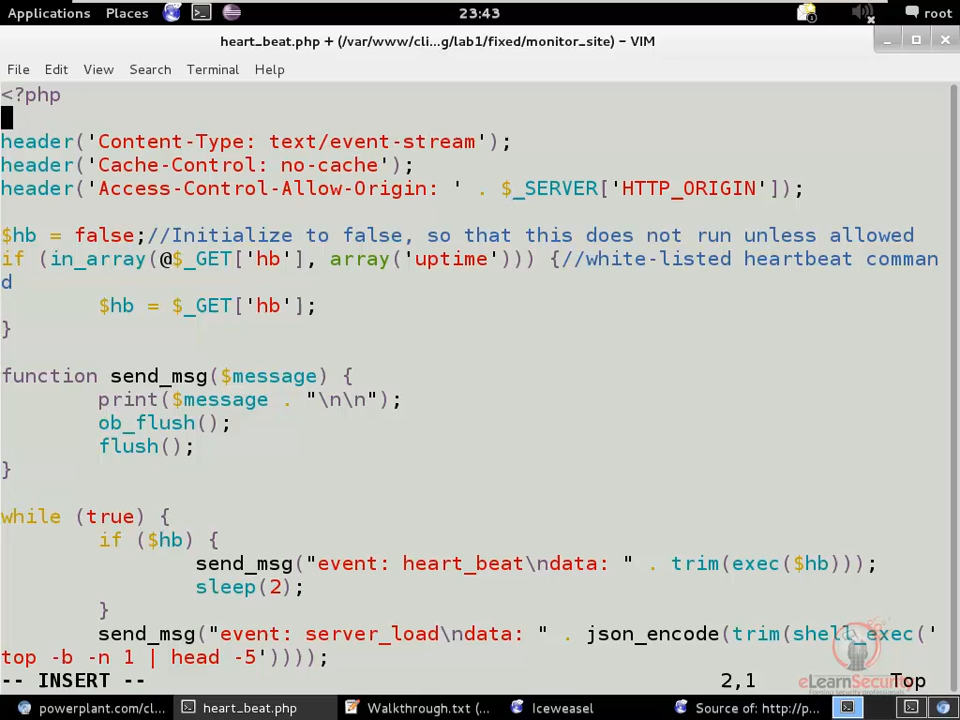 Applications Places 23:43 root
heart_beat.php + (/var/www/cli...g/lab1/fixed/monitor_site) - VIM
File Edit View Search Terminal Help
<?php
header('Content-Type: text/event-stream');
header('Cache-Control: no-cache');
header('Access-Control-Allow-Origin: ' . $_SERVER['HTTP_ORIGIN']);
$hb = false;//Initialize to false, so that this does not run unless allowed
if (in_array(@$_GET['hb'], array('uptime'))) {//white-listed heartbeat comman
d
$hb = $_GET['hb'];
}
function send_msg($message) {
print($message . "\n\n");
ob_flush();
flush();
}
while (true) {
if ($hb) {
send_msg("event: heart_beat\ndata: " . trim(exec($hb)));
sleep(2);
}
send_msg("event: server_load\ndata: " . json_encode(trim(shell_exec('
top -b -n 1 | head -5'))));
-- INSERT -- 2,1 Top
eLearnSecurity
powerplant.com/cl... heart_beat.php Walkthrough.txt (... Iceweasel Source of: http://p...